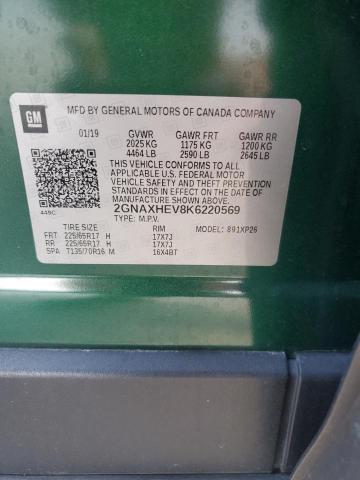 GM
MFD BY GENERAL MOTORS OF CANADA COMPANY
01/19 GVWR GAWR FRT GAWR RR
2025 KG 1175 KG 1200 KG
4464 LB 2590 LB 2645 LB
THIS VEHICLE CONFORMS TO ALL
APPLICABLE U.S. FEDERAL MOTOR
VEHICLE SAFETY, BUMPER, AND THEFT
PREVENTION STANDARDS IN EFFECT ON
THE DATE OF MANUFACTURE SHOWN
ABOVE.
449C 2GNAXHEV8K6220569
TYPE: M.P.V.
TIRE SIZE RIM MODEL: 891XP26
FRT 225/65R17 H 17X7J
RR 225/65R17 H 17X7J
SPA T135/70R16 M 16X4BT